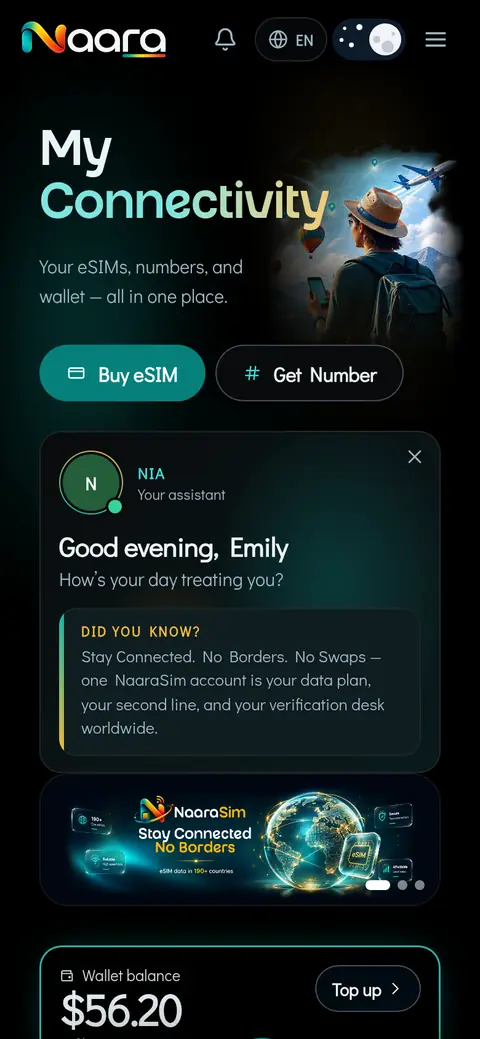 Naara
EN
My
Connectivity
Your eSIMs, numbers, and
wallet — all in one place.
Buy eSIM
# Get Number
N
NIA
Your assistant
Good evening, Emily
How's your day treating you?
DID YOU KNOW?
Stay Connected. No Borders. No Swaps —
one NaaraSim account is your data plan,
your second line, and your verification desk
worldwide.
190+
NaaraSim
Stay Connected
No Borders
eSIM data in 190+ countries
Secure
Reliable
eSIM
Affordable
Wallet balance
$56.20
Top up